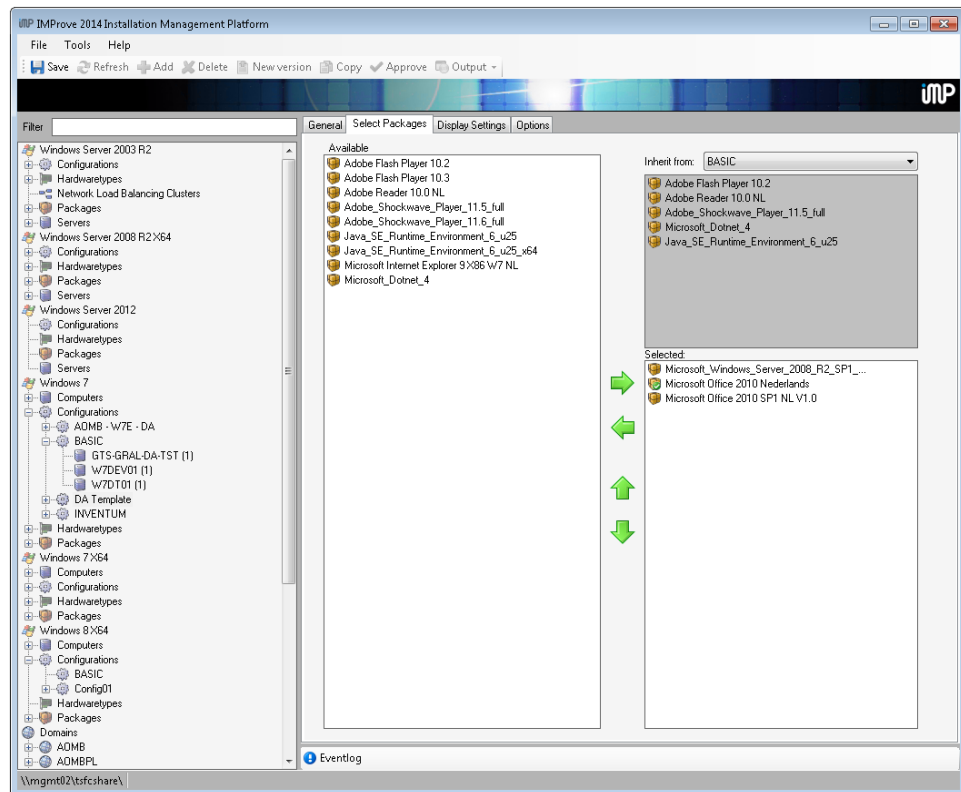 imp IMProve 2014 Installation Management Platform
File Tools Help
Save Refresh Add Delete New version Copy Approve Output
imp
Filter
Windows Server 2003 R2
Configurations
Hardwaretypes
Network Load Balancing Clusters
Packages
Servers
Windows Server 2008 R2 X64
Configurations
Hardwaretypes
Packages
Servers
Windows Server 2012
Configurations
Hardwaretypes
Packages
Servers
Windows 7
Computers
Configurations
AOMB - W7E - DA
BASIC
GTS-GRAL-DA-TST (1)
W7DEV01 (1)
W7DT01 (1)
DA Template
INVENTUM
Hardwaretypes
Packages
Windows 7 X64
Computers
Configurations
Hardwaretypes
Packages
Windows 8 X64
Computers
Configurations
BASIC
Config01
Hardwaretypes
Packages
Domains
AOMB
AOMBPL
General Select Packages Display Settings Options
Available
Adobe Flash Player 10.2
Adobe Flash Player 10.3
Adobe Reader 10.0 NL
Adobe_Shockwave_Player_11.5_full
Adobe_Shockwave_Player_11.6_full
Java_SE_Runtime_Environment_6_u25
Java_SE_Runtime_Environment_6_u25_x64
Microsoft Internet Explorer 9 X86 W7 NL
Microsoft_Dotnet_4
Inherit from: BASIC
Adobe Flash Player 10.2
Adobe Reader 10.0 NL
Adobe_Shockwave_Player_11.5_full
Microsoft_Dotnet_4
Java_SE_Runtime_Environment_6_u25
Selected:
Microsoft_Windows_Server_2008_R2_SP1_...
Microsoft Office 2010 Nederlands
Microsoft Office 2010 SP1 NL V1.0
Eventlog
\\mgmt02\tsfcshare\